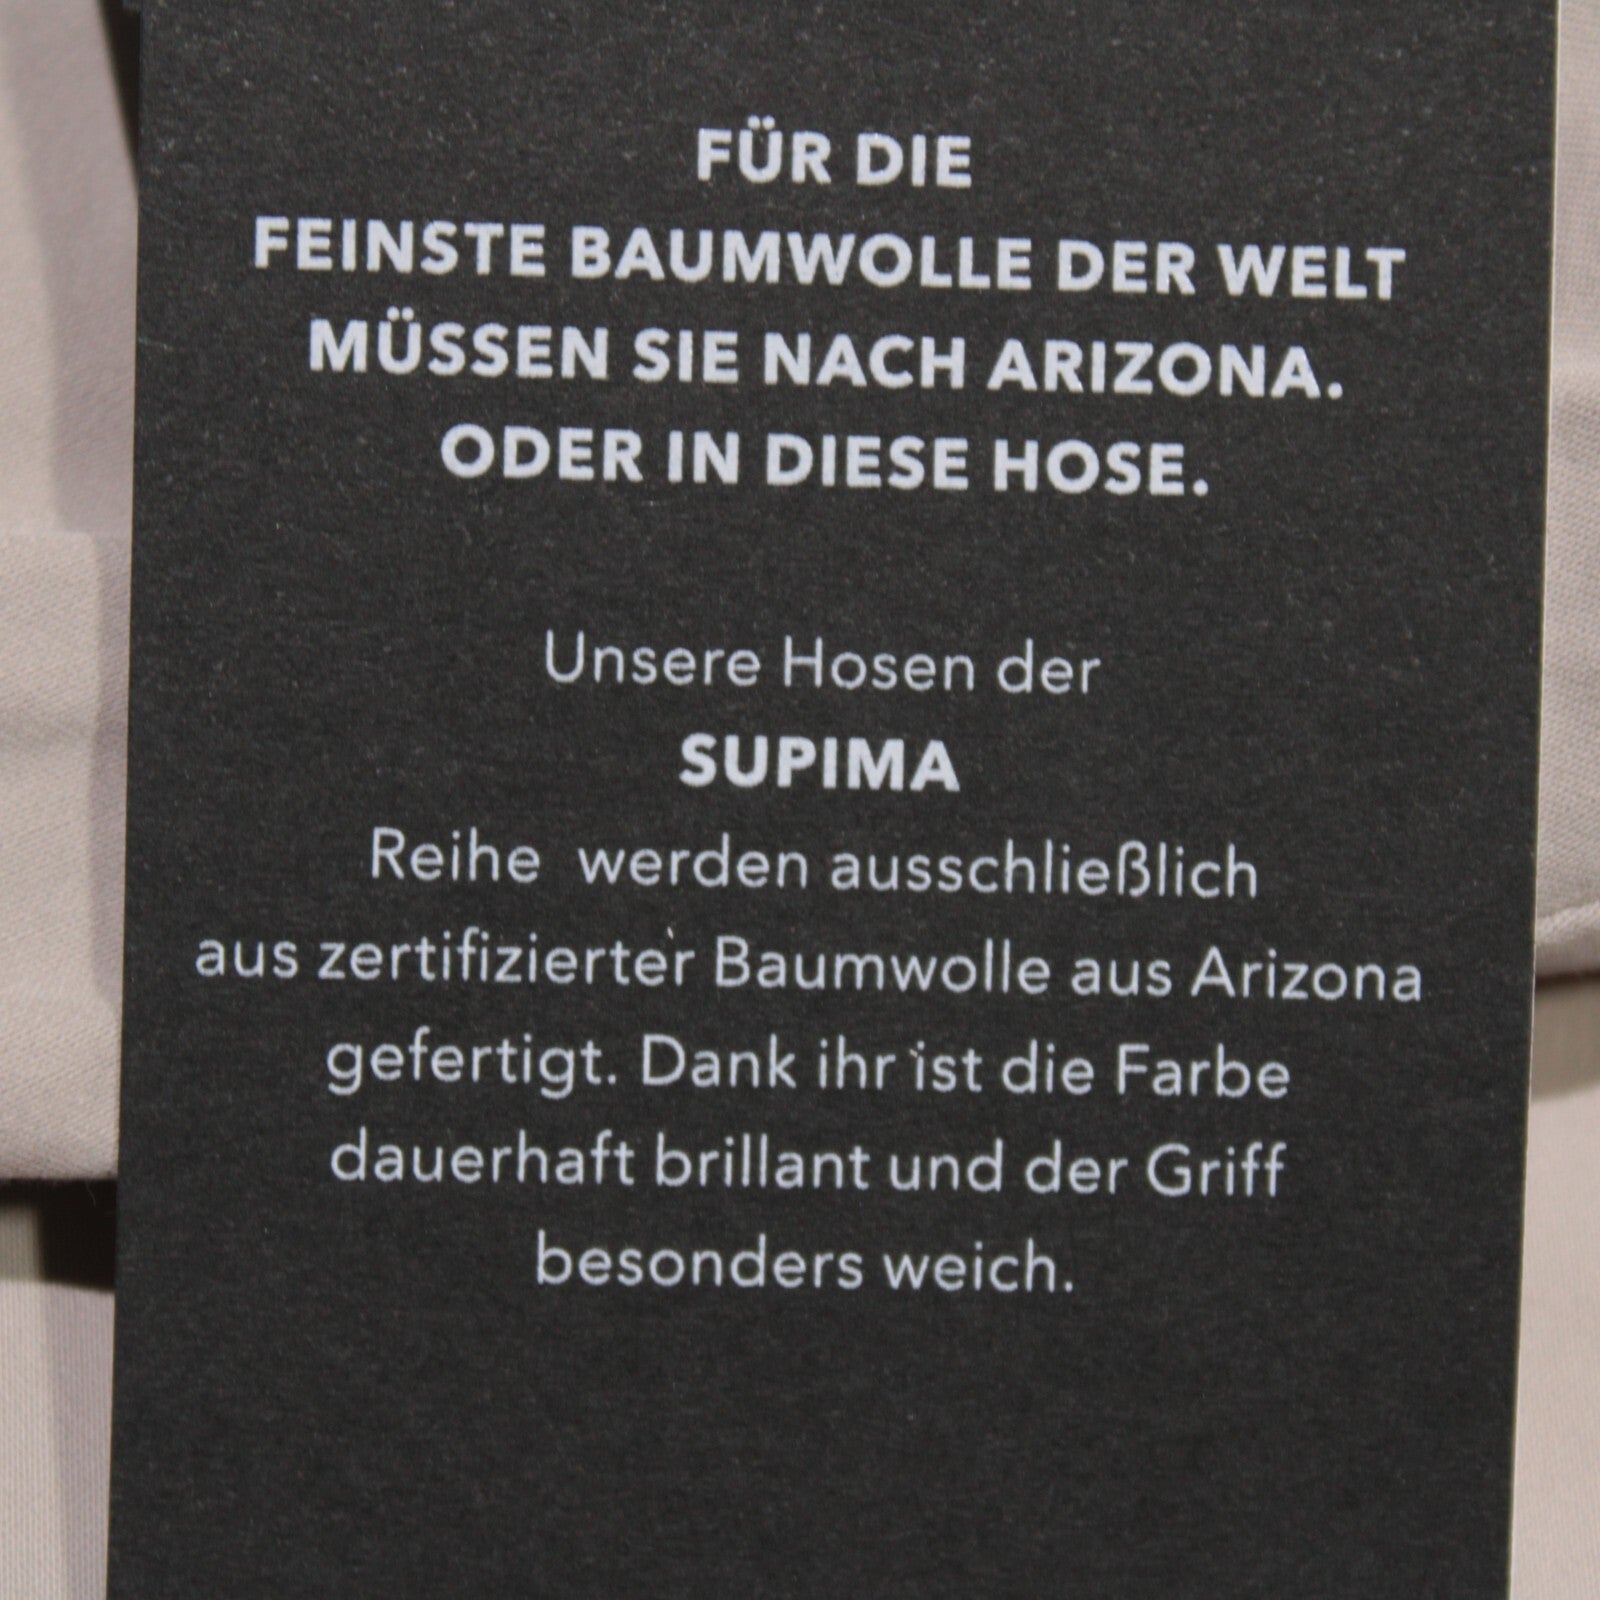 FÜR DIE
FEINSTE BAUMWOLLE DER WELT
MÜSSEN SIE NACH ARIZONA.
ODER IN DIESE HOSE.
Unsere Hosen der
SUPIMA
Reihe werden ausschließlich
aus zertifizierter Baumwolle aus Arizona
gefertigt. Dank ihr ist die Farbe
dauerhaft brillant und der Griff
besonders weich.